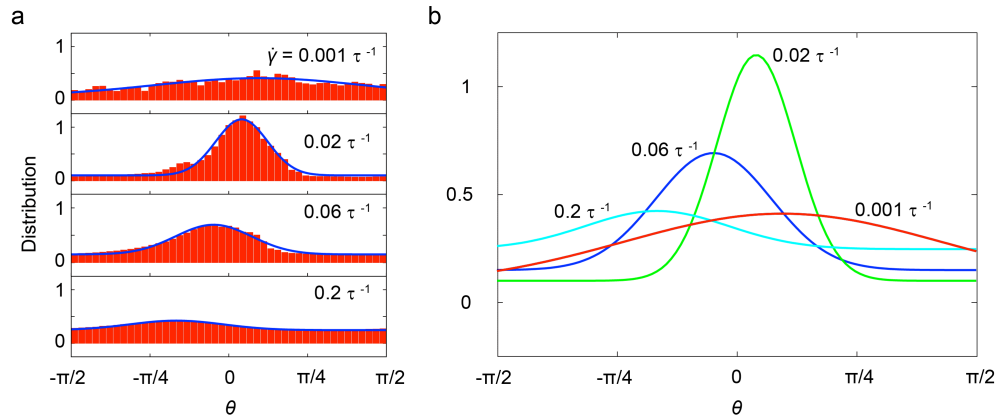 a
Distribution
1
0
γ̇ = 0.001 τ⁻¹
1
0
0.02 τ⁻¹
1
0
0.06 τ⁻¹
1
0
0.2 τ⁻¹
-π/2 -π/4 0 π/4 π/2
θ
b
1
0.5
0
0.02 τ⁻¹
0.06 τ⁻¹
0.2 τ⁻¹
0.001 τ⁻¹
-π/2 -π/4 0 π/4 π/2
θ